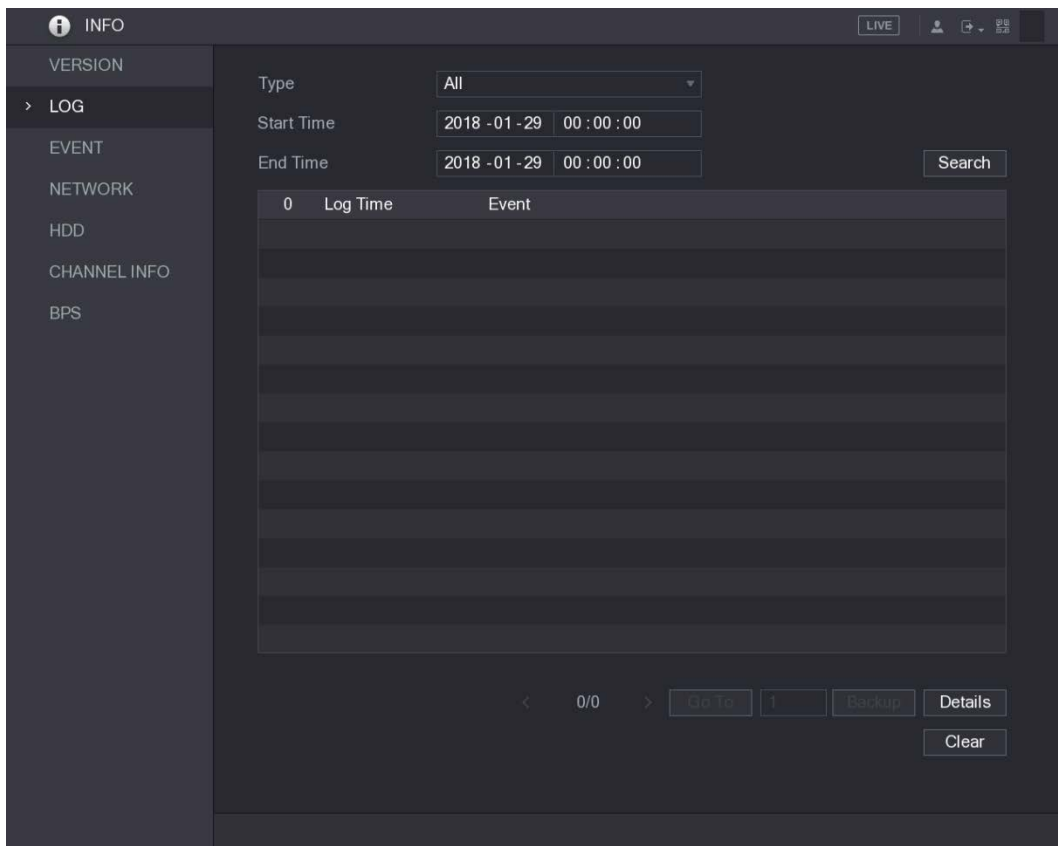 INFO
LIVE
VERSION
LOG
EVENT
NETWORK
HDD
CHANNEL INFO
BPS
Type All
Start Time 2018 -01 -29 00 : 00 : 00
End Time 2018 -01 -29 00 : 00 : 00 Search
0 Log Time Event
0/0 Go To 1 Backup Details
Clear